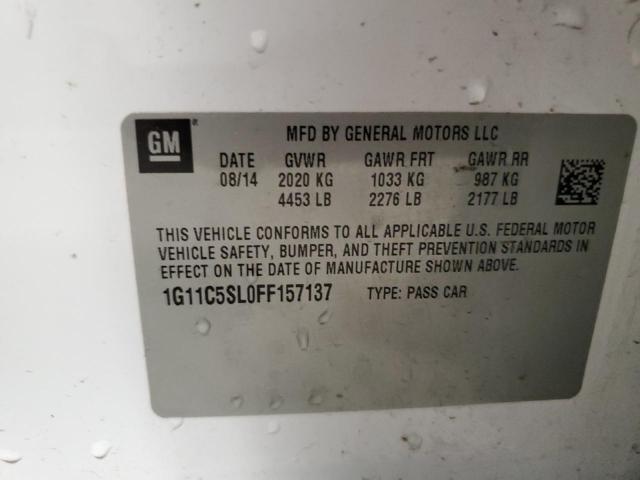 GM®
MFD BY GENERAL MOTORS LLC
DATE GVWR GAWR FRT GAWR RR
08/14 2020 KG 1033 KG 987 KG
4453 LB 2276 LB 2177 LB
THIS VEHICLE CONFORMS TO ALL APPLICABLE U.S. FEDERAL MOTOR
VEHICLE SAFETY, BUMPER, AND THEFT PREVENTION STANDARDS IN
EFFECT ON THE DATE OF MANUFACTURE SHOWN ABOVE.
1G11C5SL0FF157137 TYPE: PASS CAR